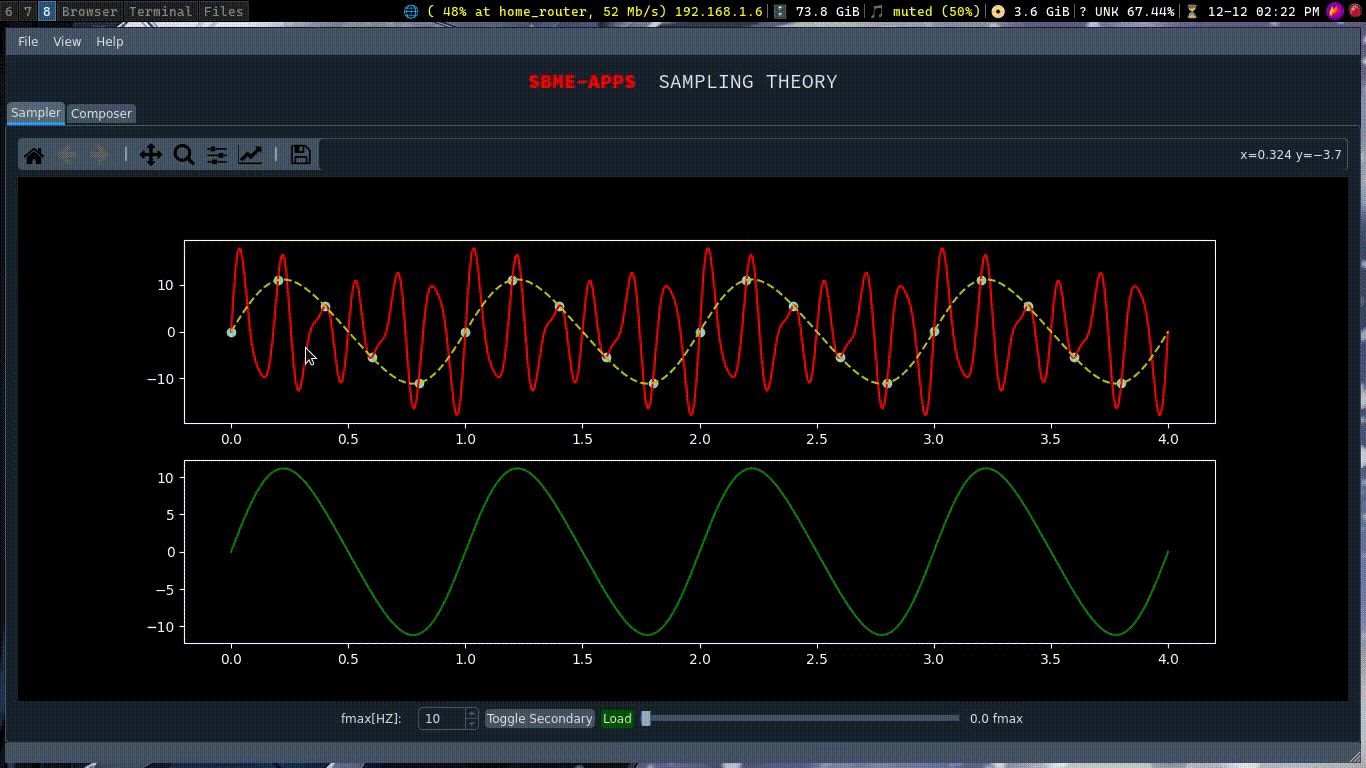 6 7 8 Browser Terminal Files ( 48% at home_router, 52 Mb/s) 192.168.1.6 73.8 GiB muted (50%) 3.6 GiB ? UNK 67.44% 12-12 02:22 PM
File View Help
SBME-APPS SAMPLING THEORY
Sampler Composer
x=0.324 y=−3.7
10
0
−10
0.0 0.5 1.0 1.5 2.0 2.5 3.0 3.5 4.0
10
5
0
−5
−10
0.0 0.5 1.0 1.5 2.0 2.5 3.0 3.5 4.0
fmax[HZ]: 10 Toggle Secondary Load 0.0 fmax